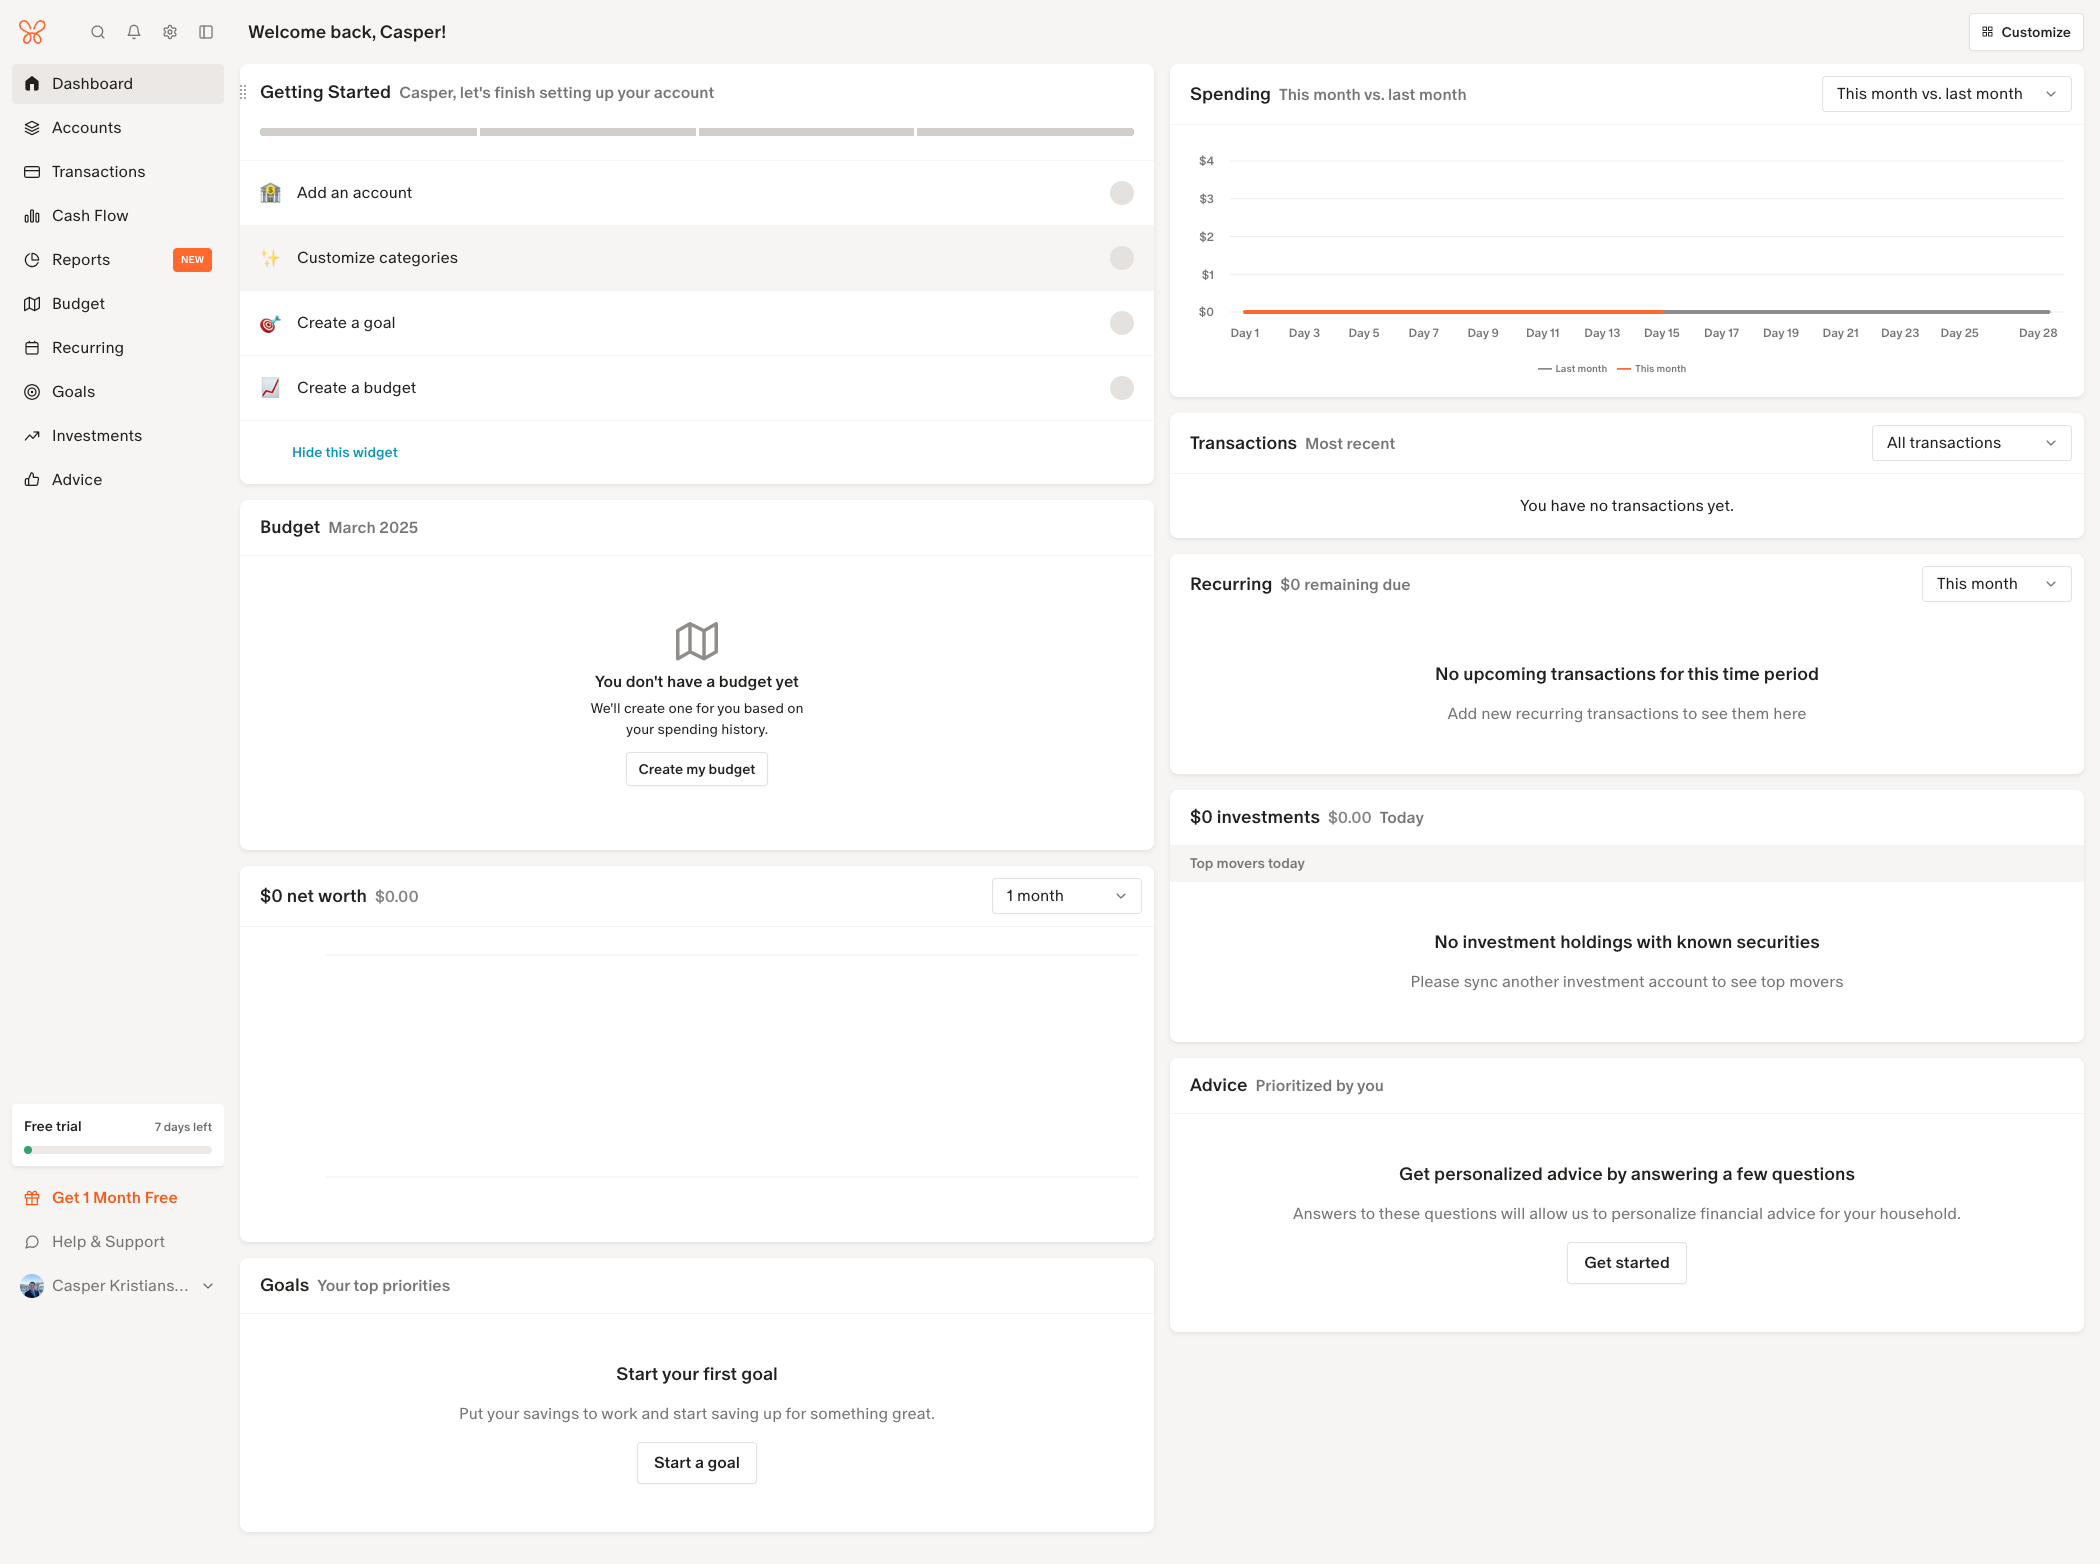 Welcome back, Casper!
Customize
Dashboard
Accounts
Transactions
Cash Flow
Reports NEW
Budget
Recurring
Goals
Investments
Advice
Free trial 7 days left
Get 1 Month Free
Help & Support
Casper Kristians...
Getting Started Casper, let's finish setting up your account
Add an account
Customize categories
Create a goal
Create a budget
Hide this widget
Budget March 2025
You don't have a budget yet
We'll create one for you based on
your spending history.
Create my budget
$0 net worth $0.00 1 month
Goals Your top priorities
Start your first goal
Put your savings to work and start saving up for something great.
Start a goal
Spending This month vs. last month This month vs. last month
$4
$3
$2
$1
$0
Day 1 Day 3 Day 5 Day 7 Day 9 Day 11 Day 13 Day 15 Day 17 Day 19 Day 21 Day 23 Day 25 Day 28
Last month This month
Transactions Most recent All transactions
You have no transactions yet.
Recurring $0 remaining due This month
No upcoming transactions for this time period
Add new recurring transactions to see them here
$0 investments $0.00 Today
Top movers today
No investment holdings with known securities
Please sync another investment account to see top movers
Advice Prioritized by you
Get personalized advice by answering a few questions
Answers to these questions will allow us to personalize financial advice for your household.
Get started